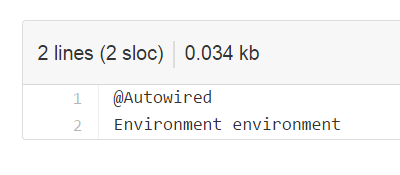 2 lines (2 sloc) 0.034 kb
1 @Autowired
2 Environment environment